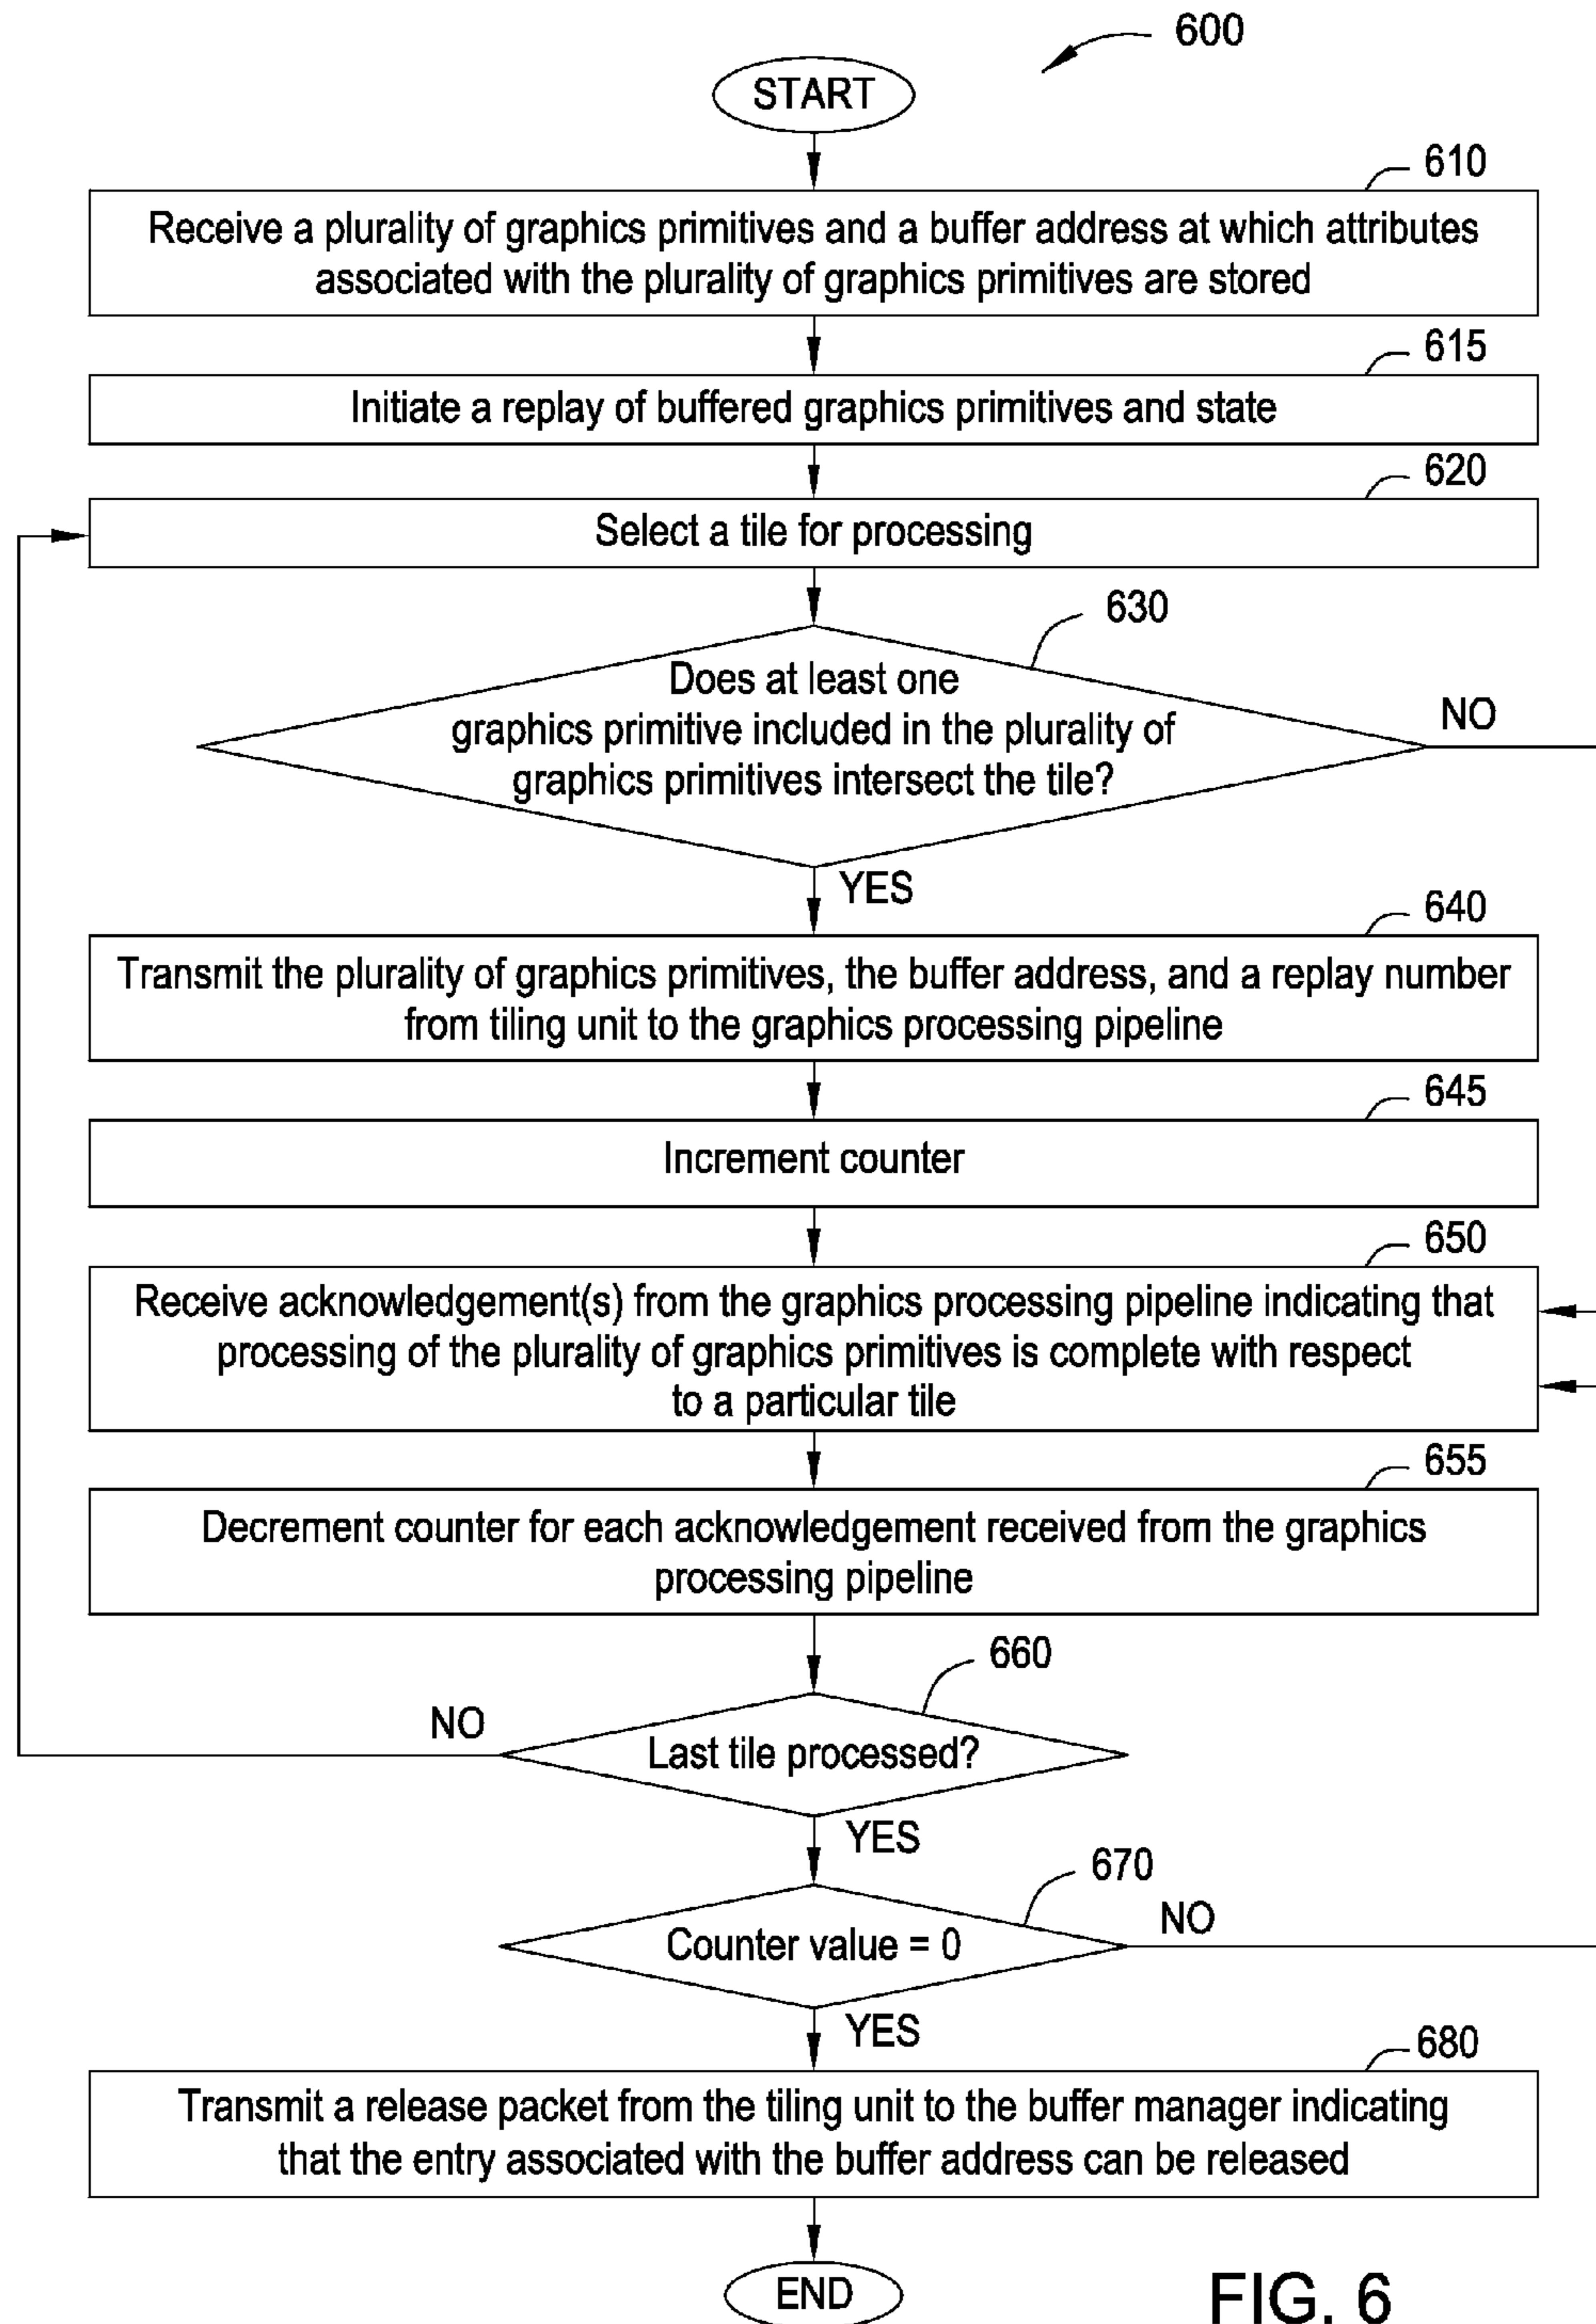 600
START
610
Receive a plurality of graphics primitives and a buffer address at which attributes
associated with the plurality of graphics primitives are stored
615
Initiate a replay of buffered graphics primitives and state
620
Select a tile for processing
630
Does at least one
graphics primitive included in the plurality of
graphics primitives intersect the tile?
NO
YES
640
Transmit the plurality of graphics primitives, the buffer address, and a replay number
from tiling unit to the graphics processing pipeline
645
Increment counter
650
Receive acknowledgement(s) from the graphics processing pipeline indicating that
processing of the plurality of graphics primitives is complete with respect
to a particular tile
655
Decrement counter for each acknowledgement received from the graphics
processing pipeline
660
NO
Last tile processed?
YES
670
Counter value = 0
NO
YES
680
Transmit a release packet from the tiling unit to the buffer manager indicating
that the entry associated with the buffer address can be released
END
FIG. 6